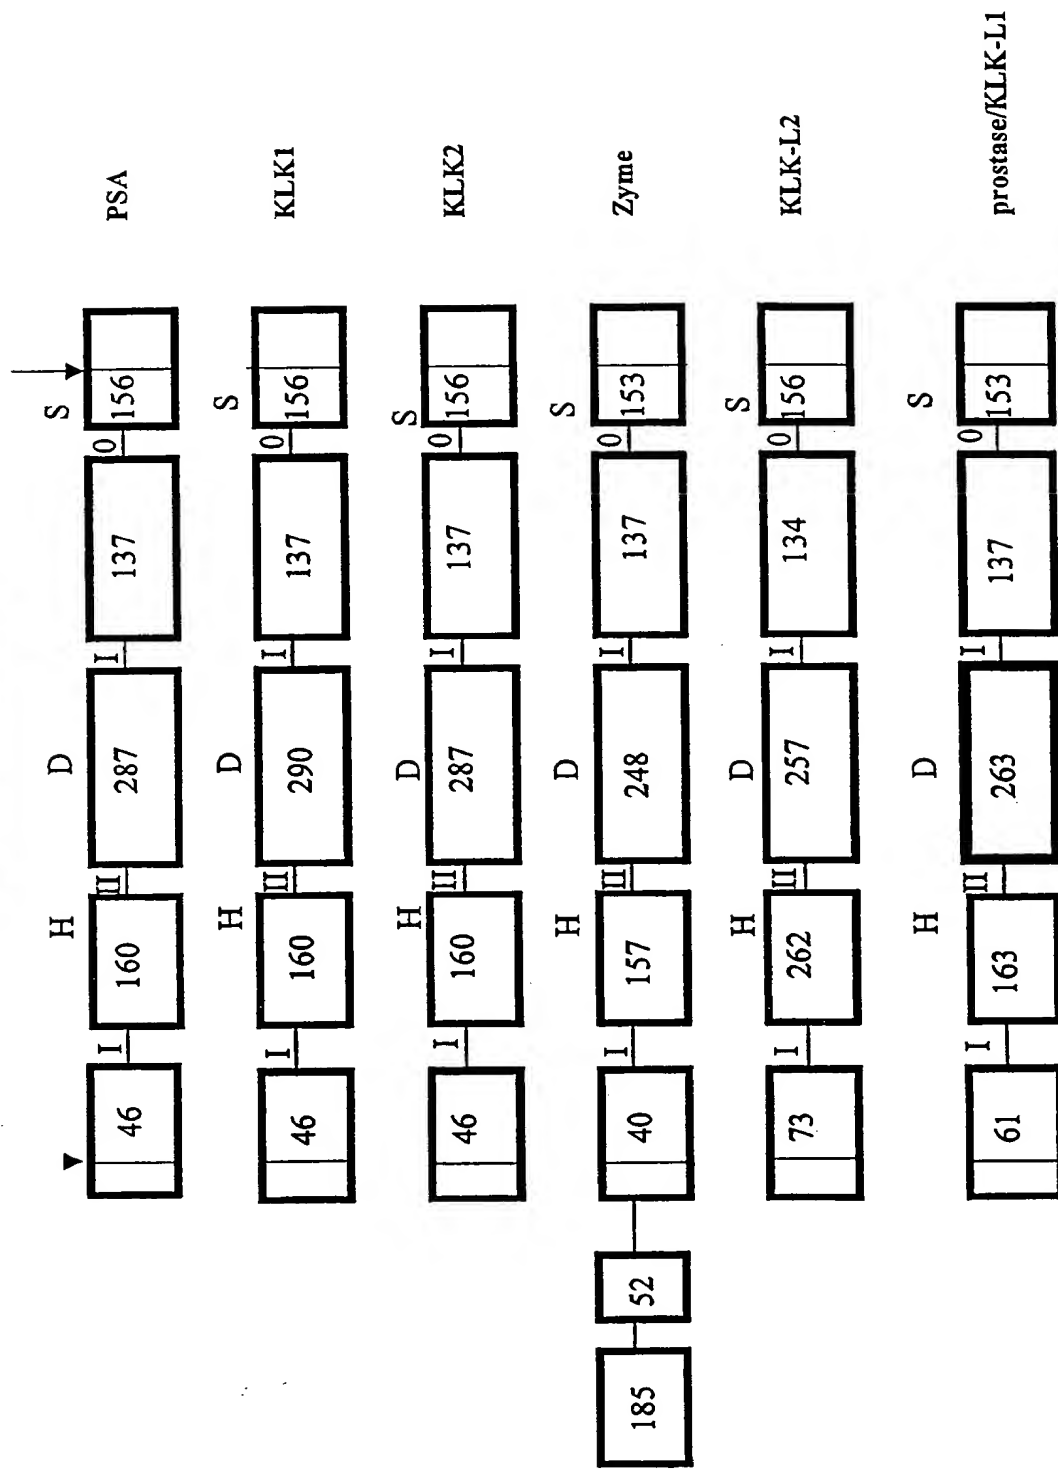 H D S
46 I 160 II 287 I 137 0 156 PSA
H D S
46 I 160 II 290 I 137 0 156 KLK1
H D S
46 I 160 II 287 I 137 0 156 KLK2
H D S
185 52 40 I 157 II 248 I 137 0 153 Zyme
H D S
73 I 262 II 257 I 134 0 156 KLK-L2
H D S
61 I 163 II 263 I 137 0 153 prostase/KLK-L1